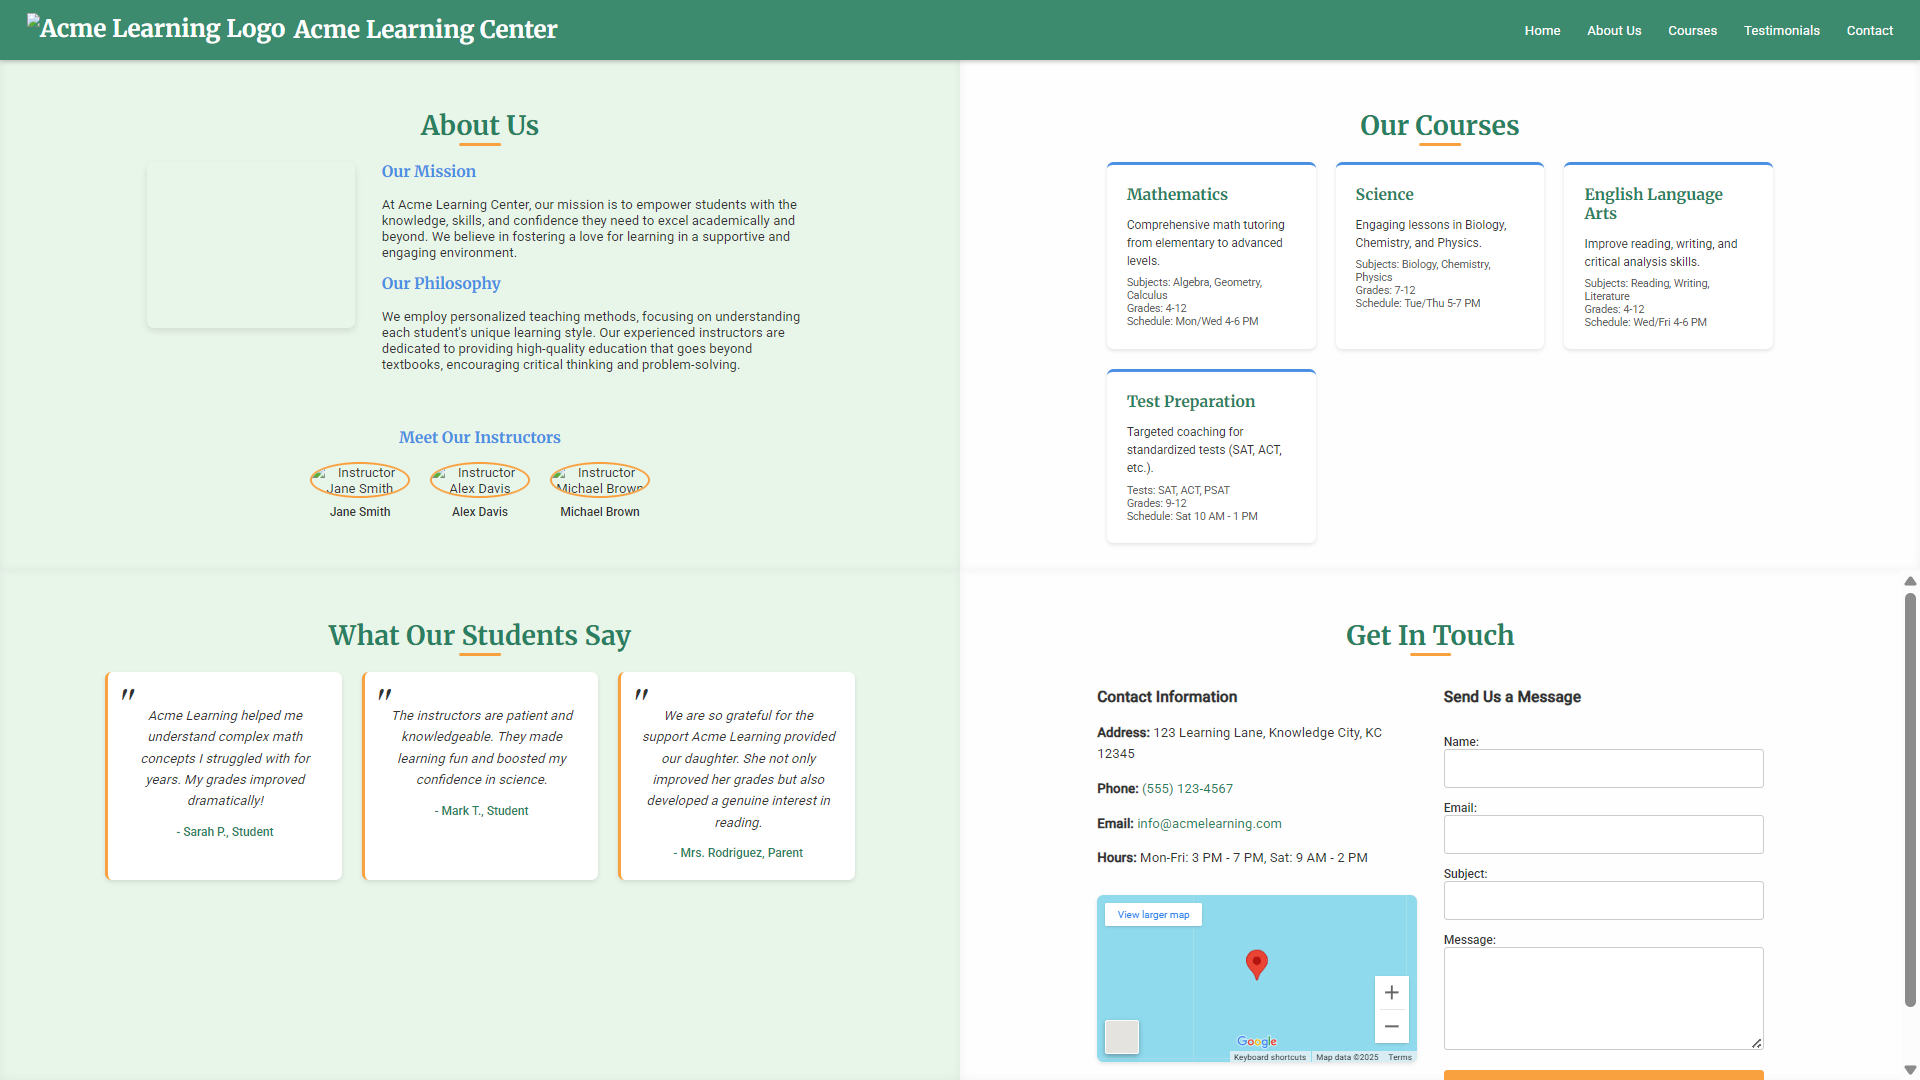 Acme Learning Logo Acme Learning Center
Home
About Us
Courses
Testimonials
Contact
About Us
Our Mission
At Acme Learning Center, our mission is to empower students with the
knowledge, skills, and confidence they need to excel academically and
beyond. We believe in fostering a love for learning in a supportive and
engaging environment.
Our Philosophy
We employ personalized teaching methods, focusing on understanding
each student's unique learning style. Our experienced instructors are
dedicated to providing high-quality education that goes beyond
textbooks, encouraging critical thinking and problem-solving.
Meet Our Instructors
Instructor
Jane Smith
Jane Smith
Instructor
Alex Davis
Alex Davis
Instructor
Michael Brown
Michael Brown
Our Courses
Mathematics
Comprehensive math tutoring
from elementary to advanced
levels.
Subjects: Algebra, Geometry,
Calculus
Grades: 4-12
Schedule: Mon/Wed 4-6 PM
Science
Engaging lessons in Biology,
Chemistry, and Physics.
Subjects: Biology, Chemistry,
Physics
Grades: 7-12
Schedule: Tue/Thu 5-7 PM
English Language
Arts
Improve reading, writing, and
critical analysis skills.
Subjects: Reading, Writing,
Literature
Grades: 4-12
Schedule: Wed/Fri 4-6 PM
Test Preparation
Targeted coaching for
standardized tests (SAT, ACT,
etc.).
Tests: SAT, ACT, PSAT
Grades: 9-12
Schedule: Sat 10 AM - 1 PM
What Our Students Say
"
Acme Learning helped me
understand complex math
concepts I struggled with for
years. My grades improved
dramatically!
- Sarah P., Student
"
The instructors are patient and
knowledgeable. They made
learning fun and boosted my
confidence in science.
- Mark T., Student
"
We are so grateful for the
support Acme Learning provided
our daughter. She not only
improved her grades but also
developed a genuine interest in
reading.
- Mrs. Rodriguez, Parent
Get In Touch
Contact Information
Address: 123 Learning Lane, Knowledge City, KC
12345
Phone: (555) 123-4567
Email: info@acmelearning.com
Hours: Mon-Fri: 3 PM - 7 PM, Sat: 9 AM - 2 PM
View larger map
Google
Keyboard shortcuts
Map data ©2025
Terms
Send Us a Message
Name:
Email:
Subject:
Message: